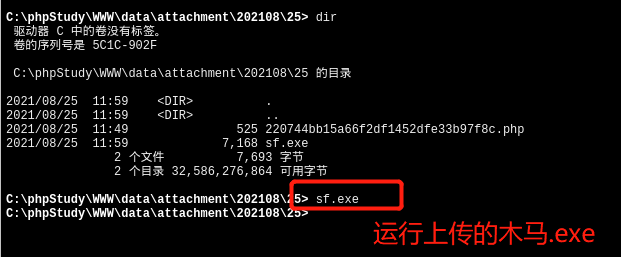 C:\phpStudy\WWW\data\attachment\202108\25> dir
驱动器 C 中的卷没有标签。
卷的序列号是 5C1C-902F
C:\phpStudy\WWW\data\attachment\202108\25 的目录
2021/08/25  11:59    <DIR>          .
2021/08/25  11:59    <DIR>          ..
2021/08/25  11:49               525 220744bb15a66f2df1452dfe33b97f8c.php
2021/08/25  11:59             7,168 sf.exe
2 个文件          7,693 字节
2 个目录 32,586,276,864 可用字节
C:\phpStudy\WWW\data\attachment\202108\25> sf.exe
C:\phpStudy\WWW\data\attachment\202108\25>
运行上传的木马.exe